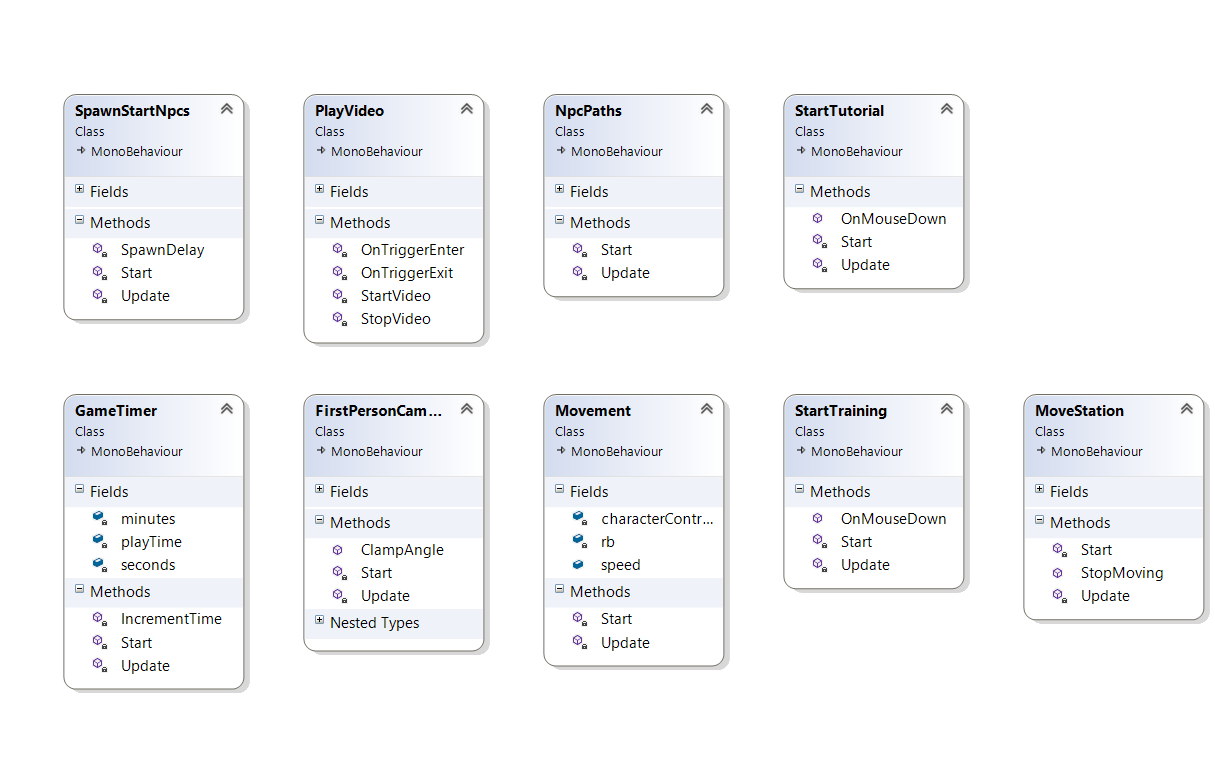 SpawnStartNpcs
Class
MonoBehaviour
Fields
Methods
SpawnDelay
Start
Update
PlayVideo
Class
MonoBehaviour
Fields
Methods
OnTriggerEnter
OnTriggerExit
StartVideo
StopVideo
NpcPaths
Class
MonoBehaviour
Fields
Methods
Start
Update
StartTutorial
Class
MonoBehaviour
Methods
OnMouseDown
Start
Update
GameTimer
Class
MonoBehaviour
Fields
minutes
playTime
seconds
Methods
IncrementTime
Start
Update
FirstPersonCam...
Class
MonoBehaviour
Fields
Methods
ClampAngle
Start
Update
Nested Types
Movement
Class
MonoBehaviour
Fields
characterContr...
rb
speed
Methods
Start
Update
StartTraining
Class
MonoBehaviour
Methods
OnMouseDown
Start
Update
MoveStation
Class
MonoBehaviour
Fields
Methods
Start
StopMoving
Update